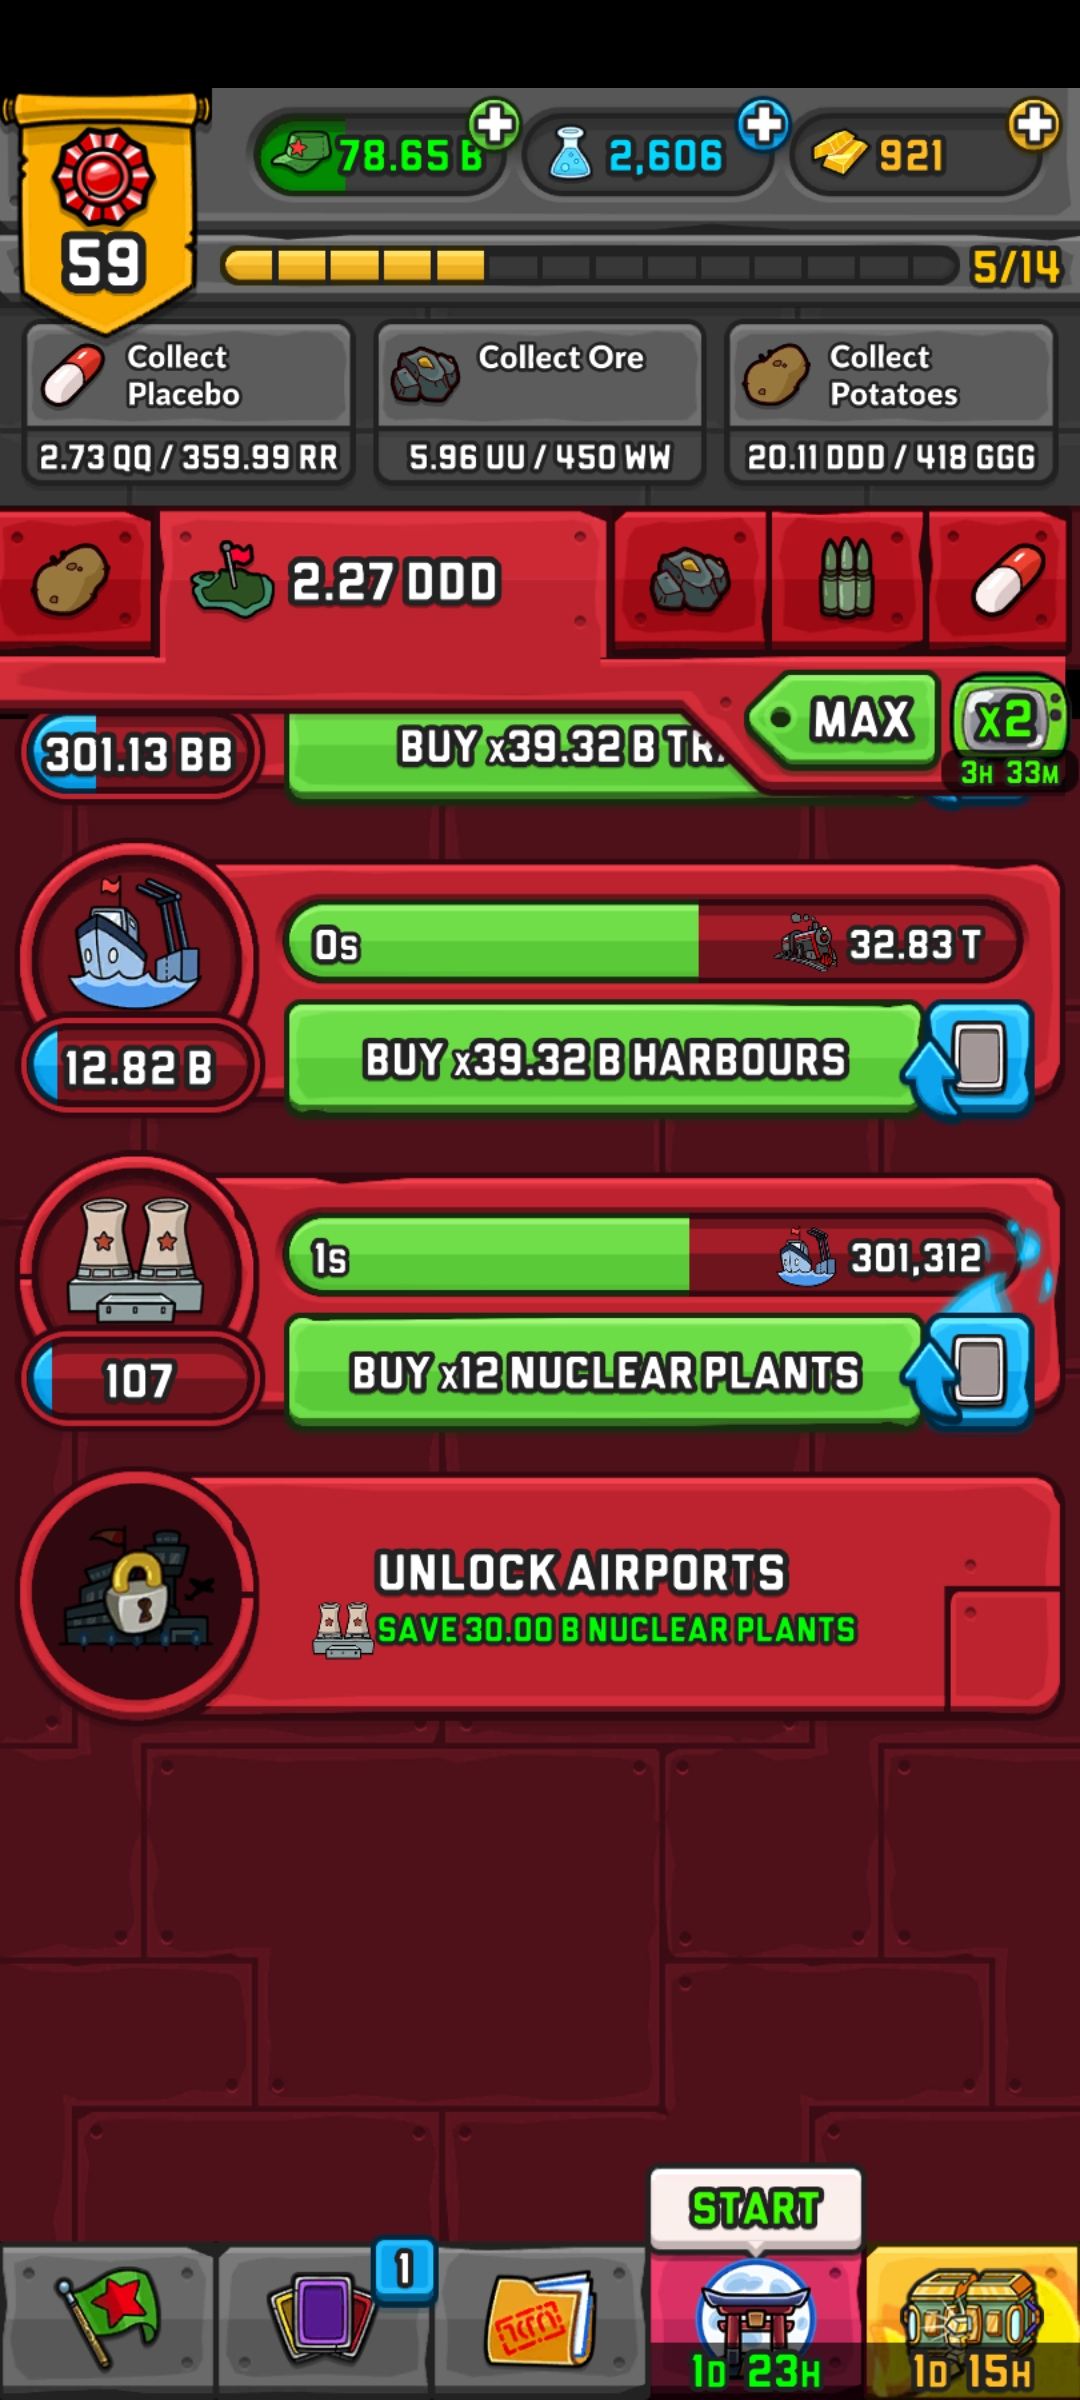 78.65 B
2,606
921
59
5/14
Collect
Placebo
2.73 QQ / 359.99 RR
Collect Ore
5.96 UU / 450 WW
Collect
Potatoes
20.11 DDD / 418 GGG
2.27 DDD
MAX
x2
3H 33M
301.13 BB
BUY x39.32 B
0s
32.83 T
12.82 B
BUY x39.32 B HARBOURS
1s
301,312
107
BUY x12 NUCLEAR PLANTS
UNLOCK AIRPORTS
SAVE 30.00 B NUCLEAR PLANTS
START
1
1D 23H
1D 15H